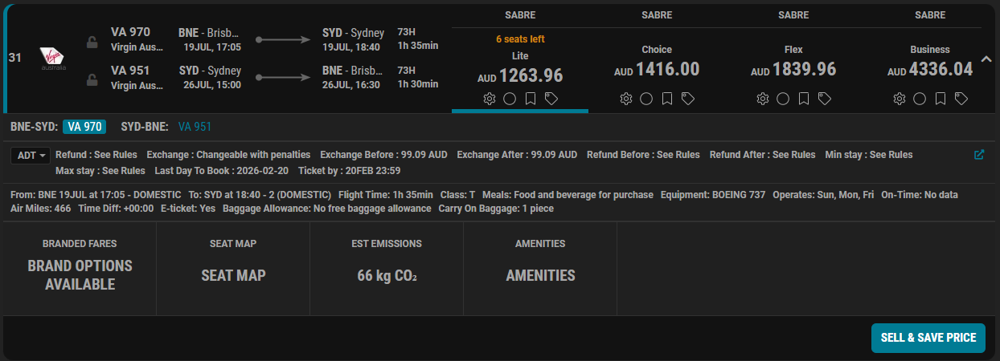 SABRE SABRE SABRE SABRE
31
Virgin
australia
VA 970 BNE - Brisb... SYD - Sydney 73H
Virgin Aus... 19JUL, 17:05 19JUL, 18:40 1h 35min
VA 951 SYD - Sydney BNE - Brisb... 73H
Virgin Aus... 26JUL, 15:00 26JUL, 16:30 1h 30min
6 seats left
Lite Choice Flex Business
AUD 1263.96 AUD 1416.00 AUD 1839.96 AUD 4336.04
BNE-SYD: VA 970 SYD-BNE: VA 951
ADT Refund : See Rules Exchange : Changeable with penalties Exchange Before : 99.09 AUD Exchange After : 99.09 AUD Refund Before : See Rules Refund After : See Rules Min stay : See Rules
Max stay : See Rules Last Day To Book : 2026-02-20 Ticket by : 20FEB 23:59
From: BNE 19JUL at 17:05 - DOMESTIC To: SYD at 18:40 - 2 (DOMESTIC) Flight Time: 1h 35min Class: T Meals: Food and beverage for purchase Equipment: BOEING 737 Operates: Sun, Mon, Fri On-Time: No data
Air Miles: 466 Time Diff: +00:00 E-ticket: Yes Baggage Allowance: No free baggage allowance Carry On Baggage: 1 piece
BRANDED FARES SEAT MAP EST EMISSIONS AMENITIES
BRAND OPTIONS
AVAILABLE
SEAT MAP 66 kg CO₂ AMENITIES
SELL & SAVE PRICE